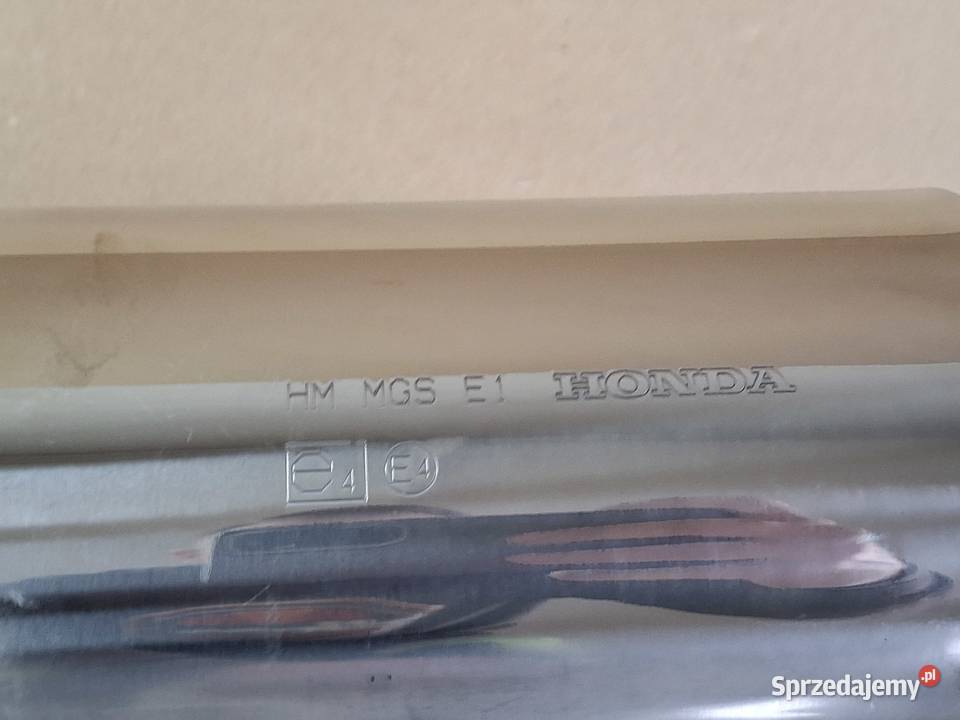 HM MGS E1 HONDA
e4 E4
Sprzedajemy.pl